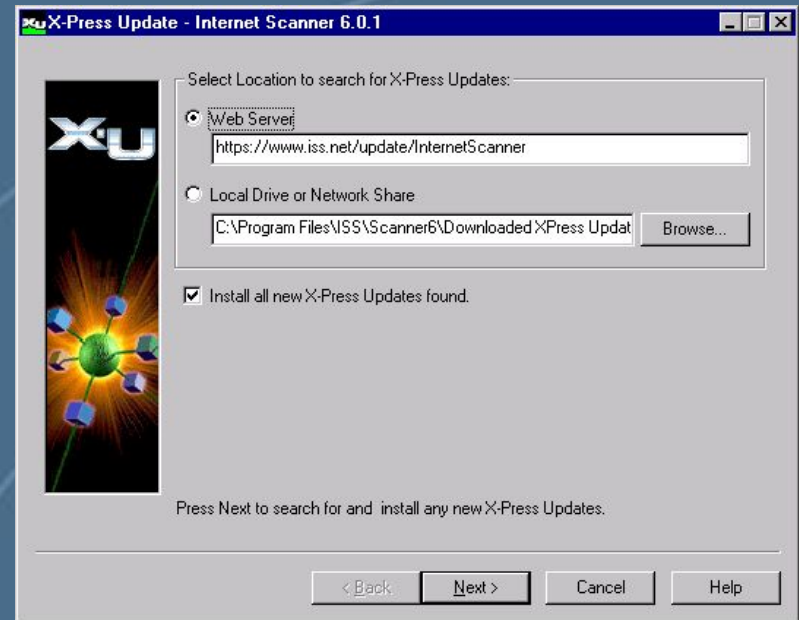 X-Press Update - Internet Scanner 6.0.1
Select Location to search for X-Press Updates:
Web Server
https://www.iss.net/update/InternetScanner
Local Drive or Network Share
C:\Program Files\ISS\Scanner6\Downloaded XPress Updat
Browse...
X-U
Install all new X-Press Updates found.
Press Next to search for and install any new X-Press Updates.
< Back
Next >
Cancel
Help